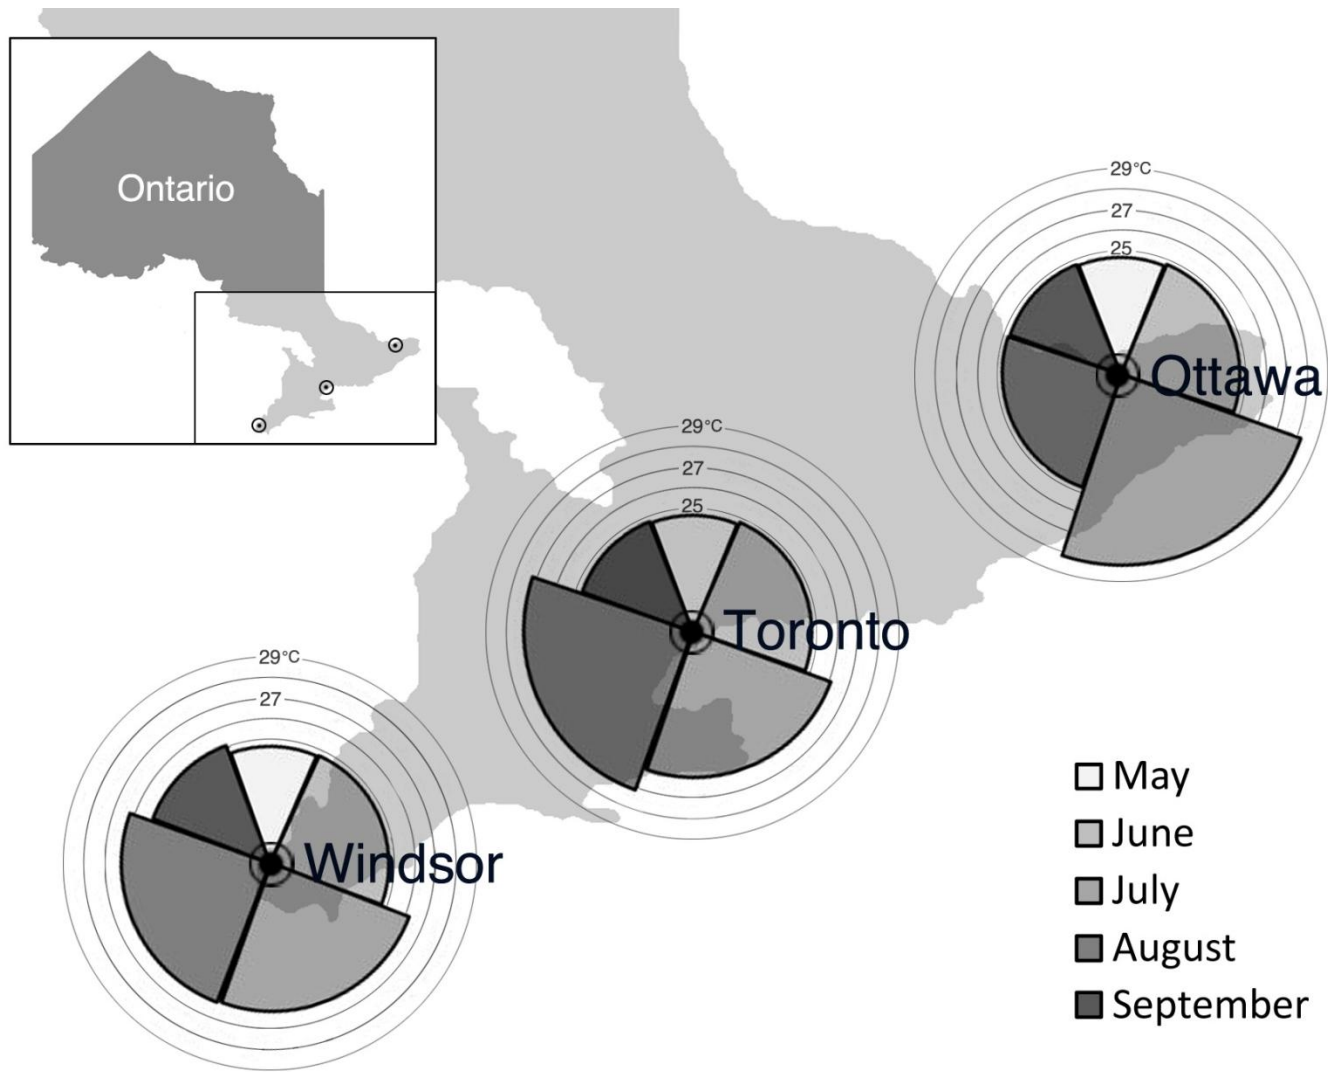 Ontario
29°C
27
25
Ottawa
29°C
27
25
Toronto
29°C
27
Windsor
May
June
July
August
September